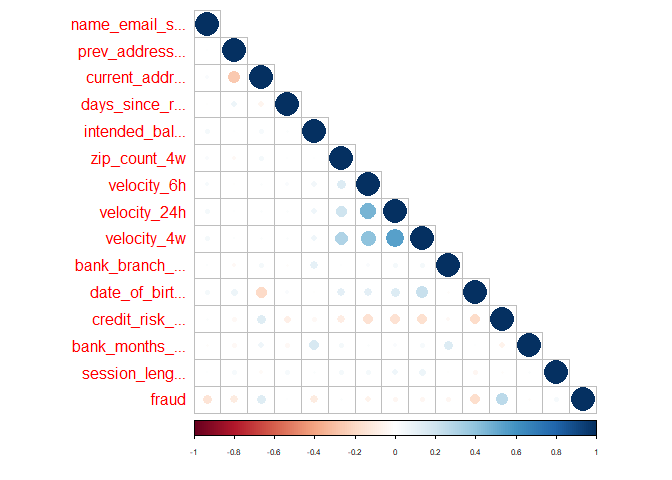 name_email_s...
prev_address...
current_addr...
days_since_r...
intended_bal...
zip_count_4w
velocity_6h
velocity_24h
velocity_4w
bank_branch_...
date_of_birt...
credit_risk_...
bank_months_...
session_leng...
fraud
-1 -0.8 -0.6 -0.4 -0.2 0 0.2 0.4 0.6 0.8 1